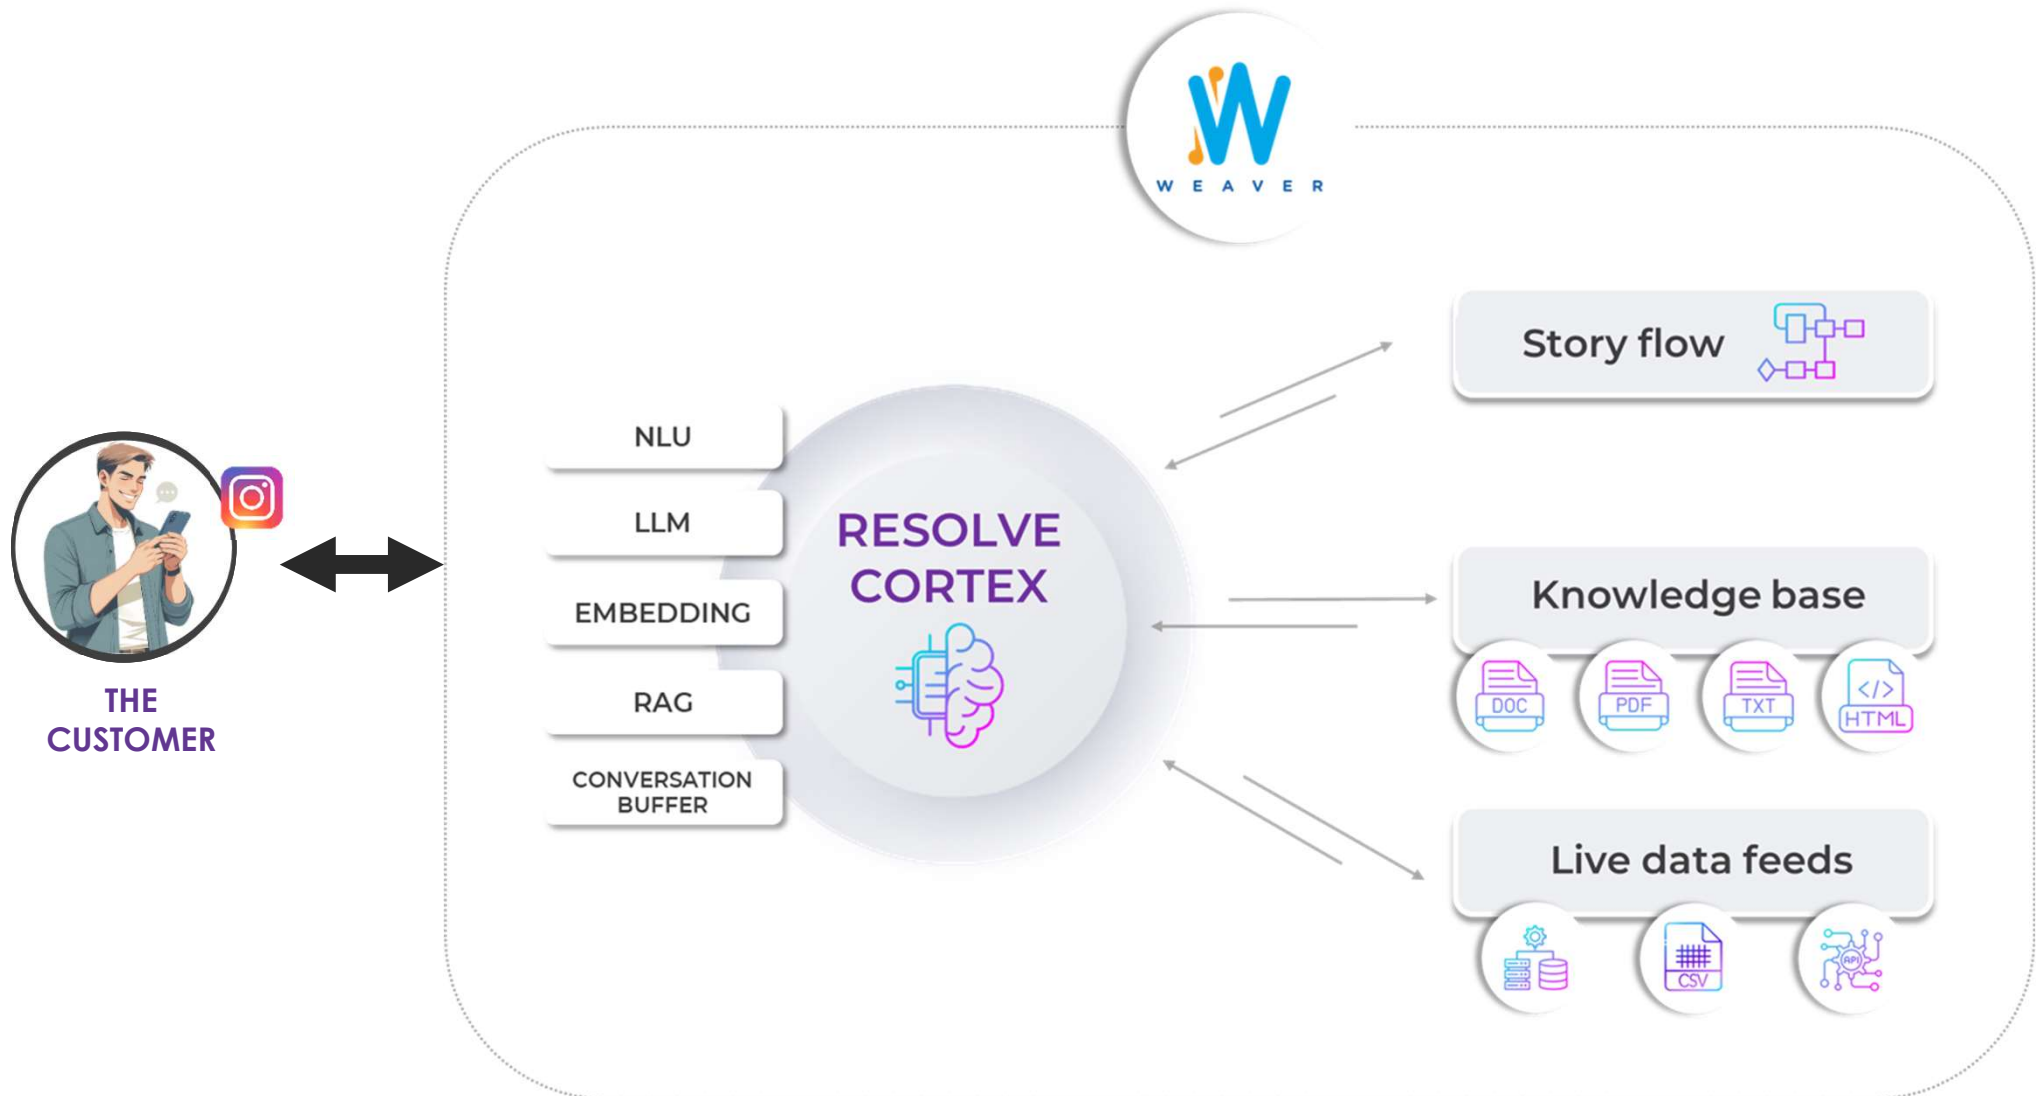 WEAVER
Story flow
NLU
LLM
EMBEDDING
RAG
CONVERSATION
BUFFER
RESOLVE
CORTEX
THE
CUSTOMER
Knowledge base
DOC
PDF
TXT
</>
HTML
Live data feeds
CSV
API